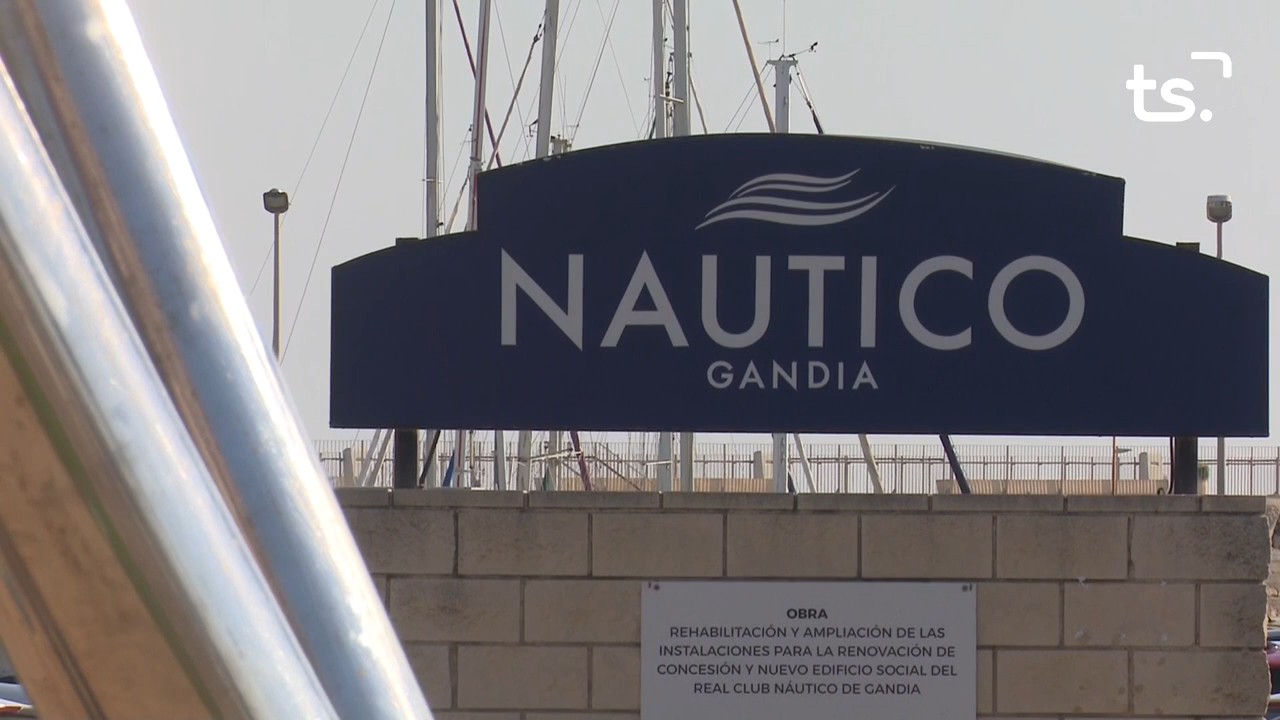 ts.
NAUTICO
GANDIA
OBRA
REHABILITACIÓN Y AMPLIACIÓN DE LAS
INSTALACIONES PARA LA RENOVACIÓN DE
CONCESIÓN Y NUEVO EDIFICIO SOCIAL DEL
REAL CLUB NÁUTICO DE GANDIA